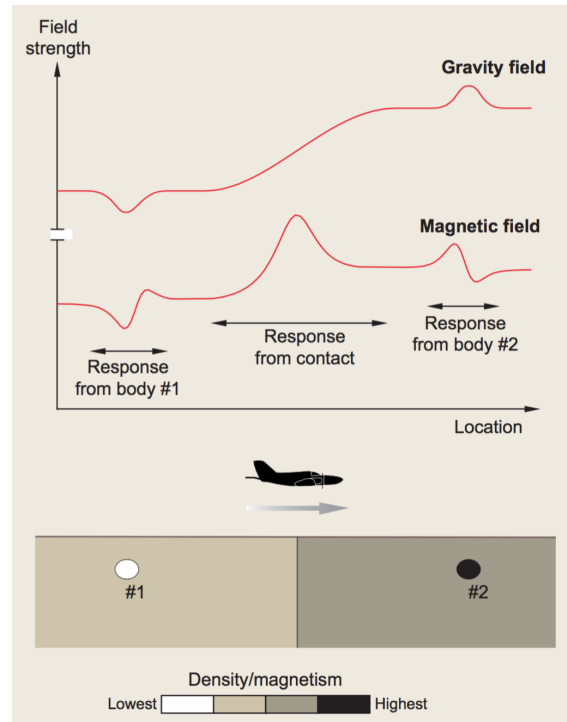 Field
strength
Gravity field
Magnetic field
Response
from body #1
Response
from contact
Response
from body #2
Location
#1
#2
Density/magnetism
Lowest
Highest